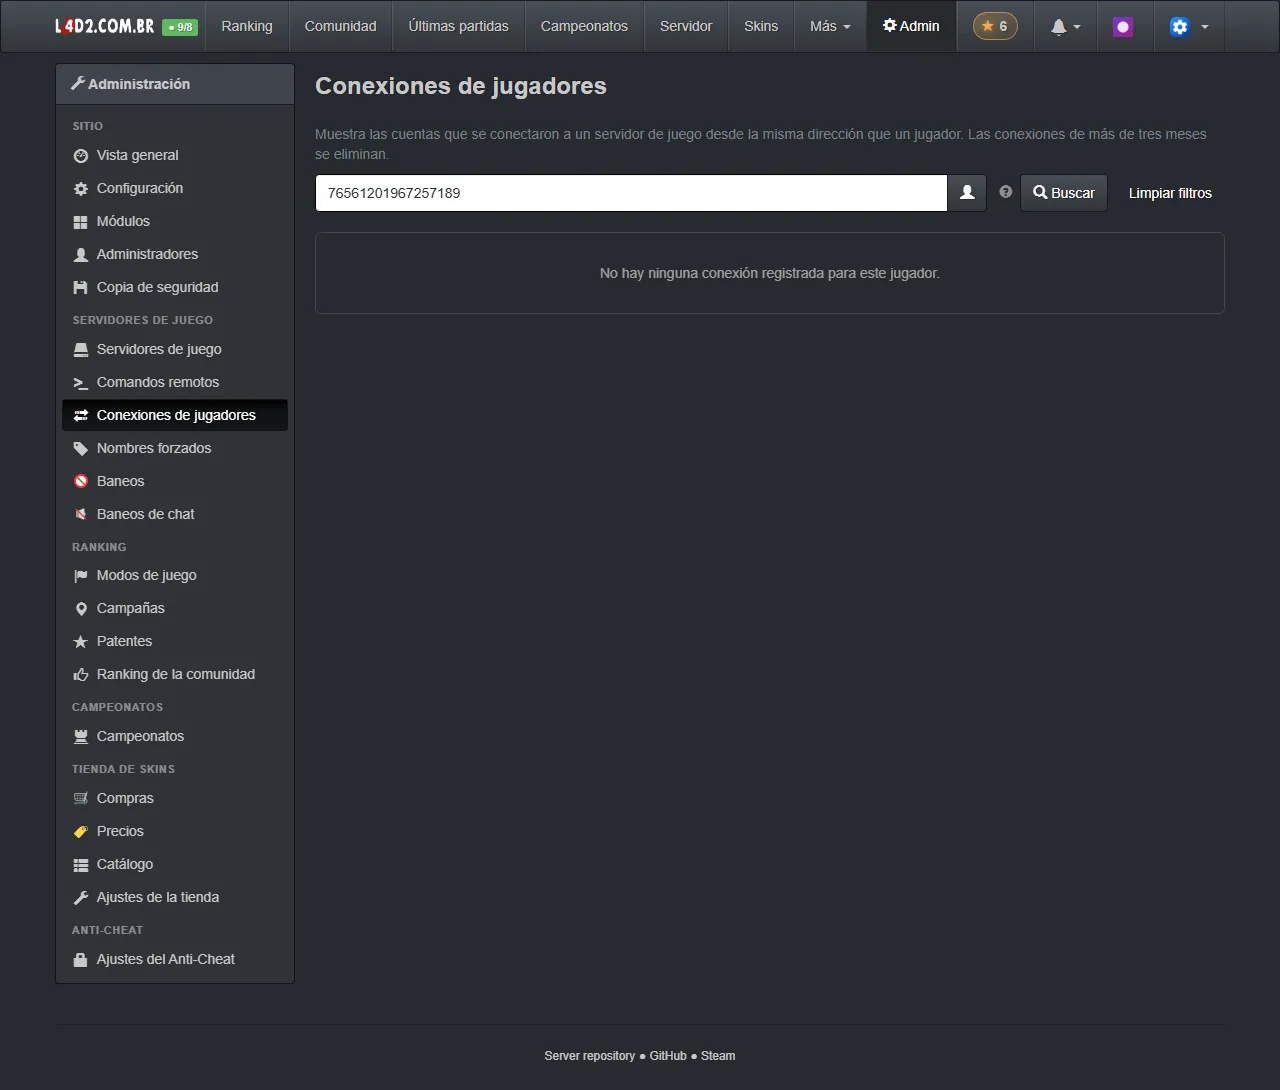 L4D2.COM.BR ● 9/8 Ranking Comunidad Últimas partidas Campeonatos Servidor Skins Más Admin ★ 6
Administración
SITIO
Vista general
Configuración
Módulos
Administradores
Copia de seguridad
SERVIDORES DE JUEGO
Servidores de juego
Comandos remotos
Conexiones de jugadores
Nombres forzados
Baneos
Baneos de chat
RANKING
Modos de juego
Campañas
Patentes
Ranking de la comunidad
CAMPEONATOS
Campeonatos
TIENDA DE SKINS
Compras
Precios
Catálogo
Ajustes de la tienda
ANTI-CHEAT
Ajustes del Anti-Cheat
Conexiones de jugadores
Muestra las cuentas que se conectaron a un servidor de juego desde la misma dirección que un jugador. Las conexiones de más de tres meses
se eliminan.
76561201967257189 Buscar Limpiar filtros
No hay ninguna conexión registrada para este jugador.
Server repository ● GitHub ● Steam